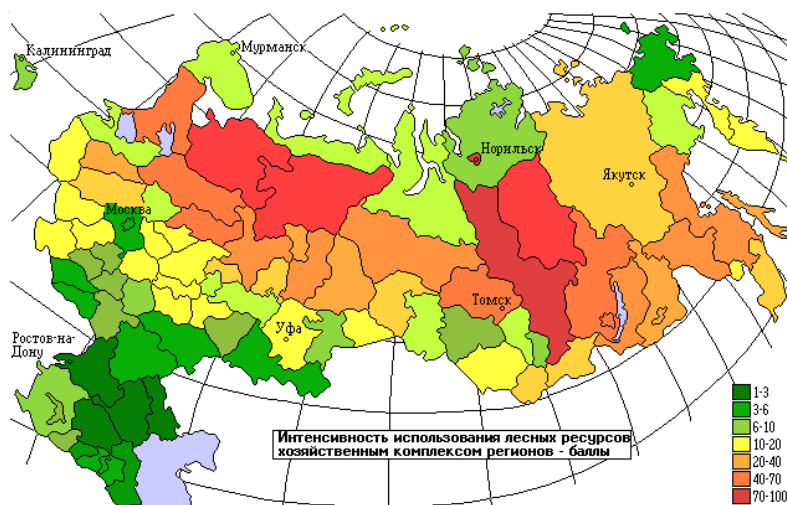 Калининград
Мурманск
Норильск
Якутск
Москва
Томск
Уфа
Ростов-на-
Дону
Интенсивность использования лесных ресурсов
хозяйственным комплексом регионов - баллы
1-3
3-6
6-10
10-20
20-40
40-70
70-100